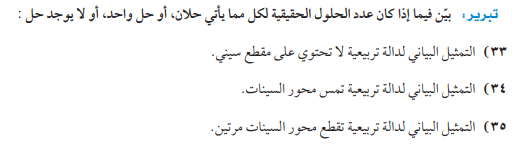 تبرير: بيّن فيما إذا كان عدد الحلول الحقيقية لكل مما يأتي حلان، أو حل واحد، أو لا يوجد حل :
٣٣) التمثيل البياني لدالة تربيعية لا تحتوي على مقطع سيني.
٣٤) التمثيل البياني لدالة تربيعية تمس محور السينات.
٣٥) التمثيل البياني لدالة تربيعية تقطع محور السينات مرتين.